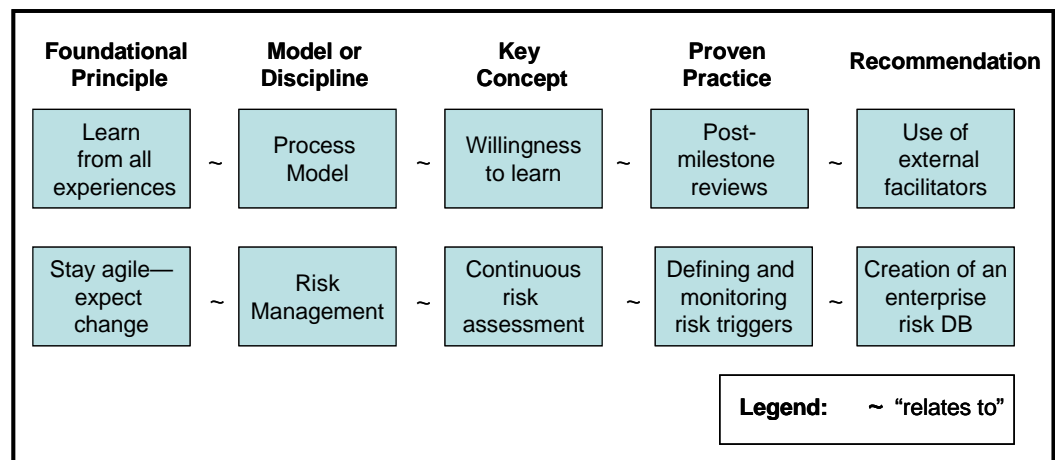 Foundational
Principle
Model or
Discipline
Key
Concept
Proven
Practice
Recommendation
Learn
from all
experiences
~
Process
Model
~
Willingness
to learn
~
Post-
milestone
reviews
~
Use of
external
facilitators
Stay agile—
expect
change
~
Risk
Management
~
Continuous
risk
assessment
~
Defining and
monitoring
risk triggers
~
Creation of an
enterprise
risk DB
Legend: ~ “relates to”